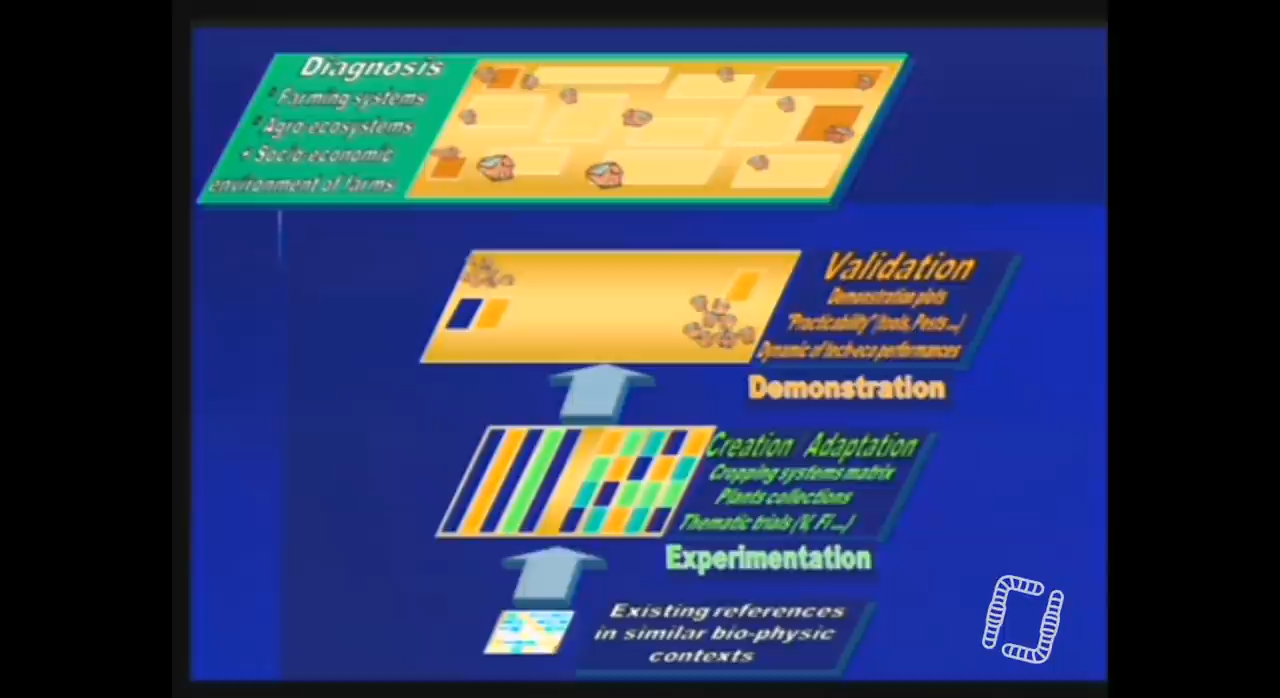 Diagnosis
Farming systems
Agro ecosystems
Socio economic
environment of farms
Validation
Demonstration plots
"Practicability" (tools, Pests ...)
Dynamic of tech-eco performances
Demonstration
Creation Adaptation
Cropping systems matrix
Plants collections
Thematic trials (V, Fi ...)
Experimentation
Existing references
in similar bio-physic
contexts